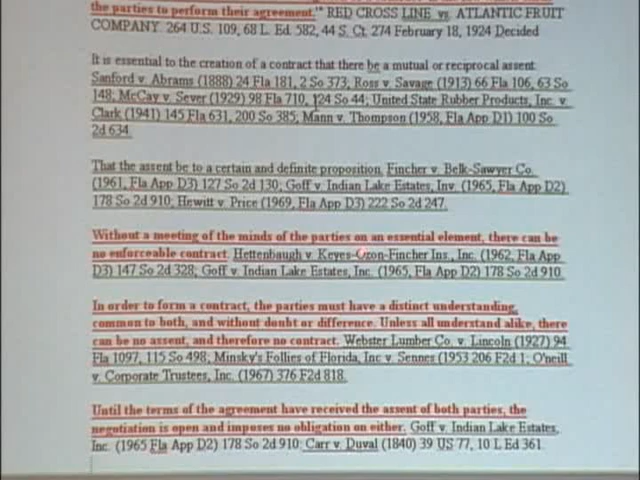 the parties to perform their agreement." RED CROSS LINE vs. ATLANTIC FRUIT
COMPANY. 264 U.S. 109, 68 L. Ed. 582, 44 S. Ct. 274 February 18, 1924 Decided
It is essential to the creation of a contract that there be a mutual or reciprocal assent.
Sanford v. Abrams (1888) 24 Fla 181, 2 So 373; Ross v. Savage (1913) 66 Fla 106, 63 So
148; McCay v. Sever (1929) 98 Fla 710, 124 So 44; United State Rubber Products, Inc. v.
Clark (1941) 145 Fla 631, 200 So 385; Mann v. Thompson (1958, Fla App D1) 100 So
2d 634.
That the assent be to a certain and definite proposition. Fincher v. Belk-Sawyer Co.
(1961, Fla App D3) 127 So 2d 130; Goff v. Indian Lake Estates, Inv. (1965, Fla App D2)
178 So 2d 910; Hewitt v. Price (1969, Fla App D3) 222 So 2d 247.
Without a meeting of the minds of the parties on an essential element, there can be
no enforceable contract. Hettenbaugh v. Keyes-Ozon-Fincher Ins., Inc. (1962, Fla App
D3) 147 So 2d 328; Goff v. Indian Lake Estates, Inc. (1965, Fla App D2) 178 So 2d 910.
In order to form a contract, the parties must have a distinct understanding,
common to both, and without doubt or difference. Unless all understand alike, there
can be no assent, and therefore no contract. Webster Lumber Co. v. Lincoln (1927) 94
Fla 1097, 115 So 498; Minsky's Follies of Florida, Inc v. Sennes (1953 206 F2d 1; O'neill
v. Corporate Trustees, Inc. (1967) 376 F2d 818.
Until the terms of the agreement have received the assent of both parties, the
negotiation is open and imposes no obligation on either. Goff v. Indian Lake Estates,
Inc. (1965 Fla App D2) 178 So 2d 910; Carr v. Duval (1840) 39 US 77, 10 L Ed 361.